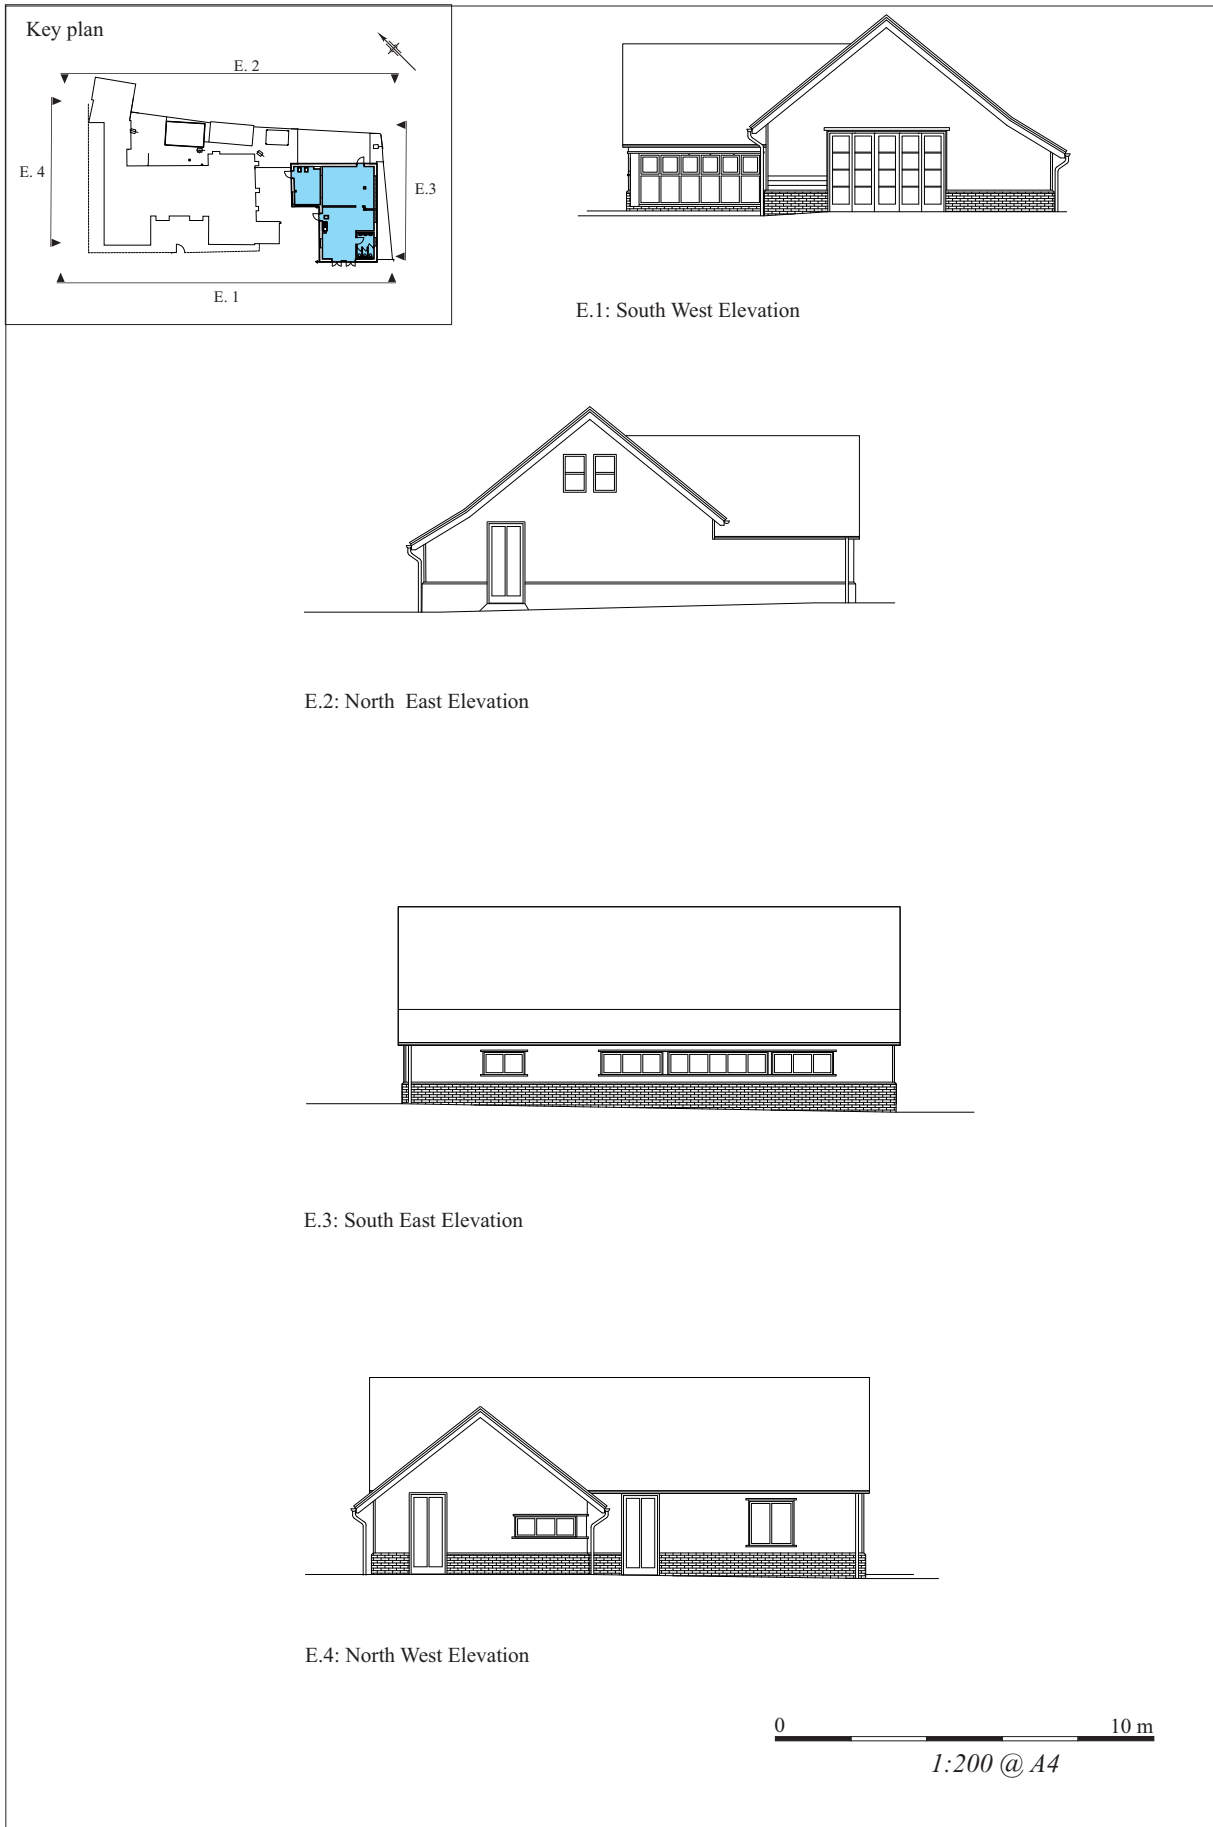 Key plan
E. 2
E. 4
E.3
E. 1
E.1: South West Elevation
E.2: North East Elevation
E.3: South East Elevation
E.4: North West Elevation
0 10 m
1:200 @ A4